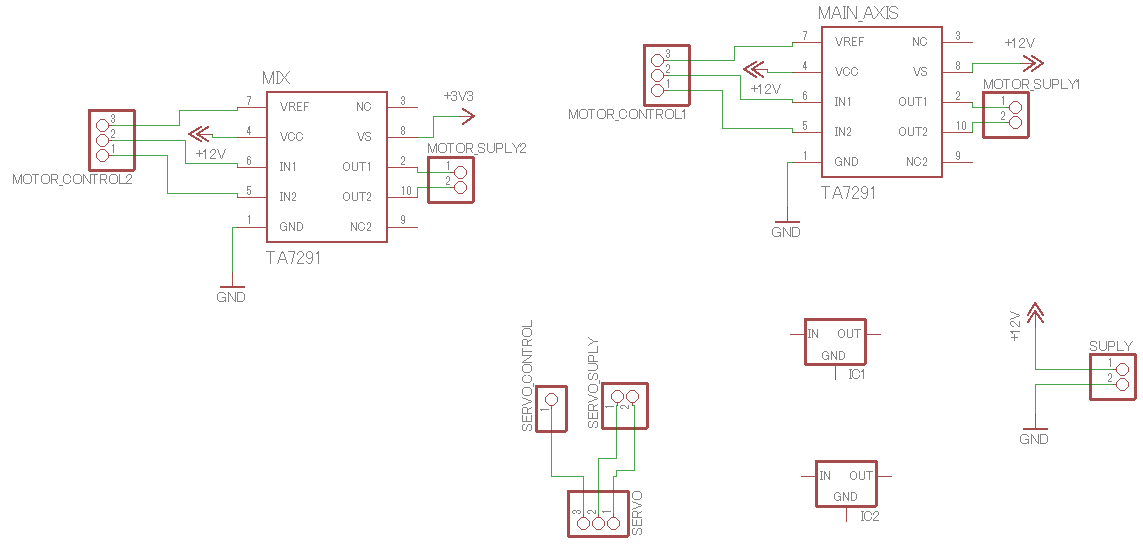 MIX
7 VREF NC 3
4 VCC VS 8
6 IN1 OUT1 2
5 IN2 OUT2 10
1 GND NC2 9
TA7291
+3V3
+12V
GND
3
2
1
MOTOR_CONTROL2
MOTOR_SUPLY2
1
2
MAIN_AXIS
7 VREF NC 3
4 VCC VS 8
6 IN1 OUT1 2
5 IN2 OUT2 10
1 GND NC2 9
TA7291
+12V
+12V
GND
3
2
1
MOTOR_CONTROL1
MOTOR_SUPLY1
1
2
SERVO_CONTROL
1
SERVO_SUPLY
1 2
3 2 1
SERVO
IN OUT
GND
IC1
IN OUT
GND
IC2
+12V
SUPLY
1
2
GND